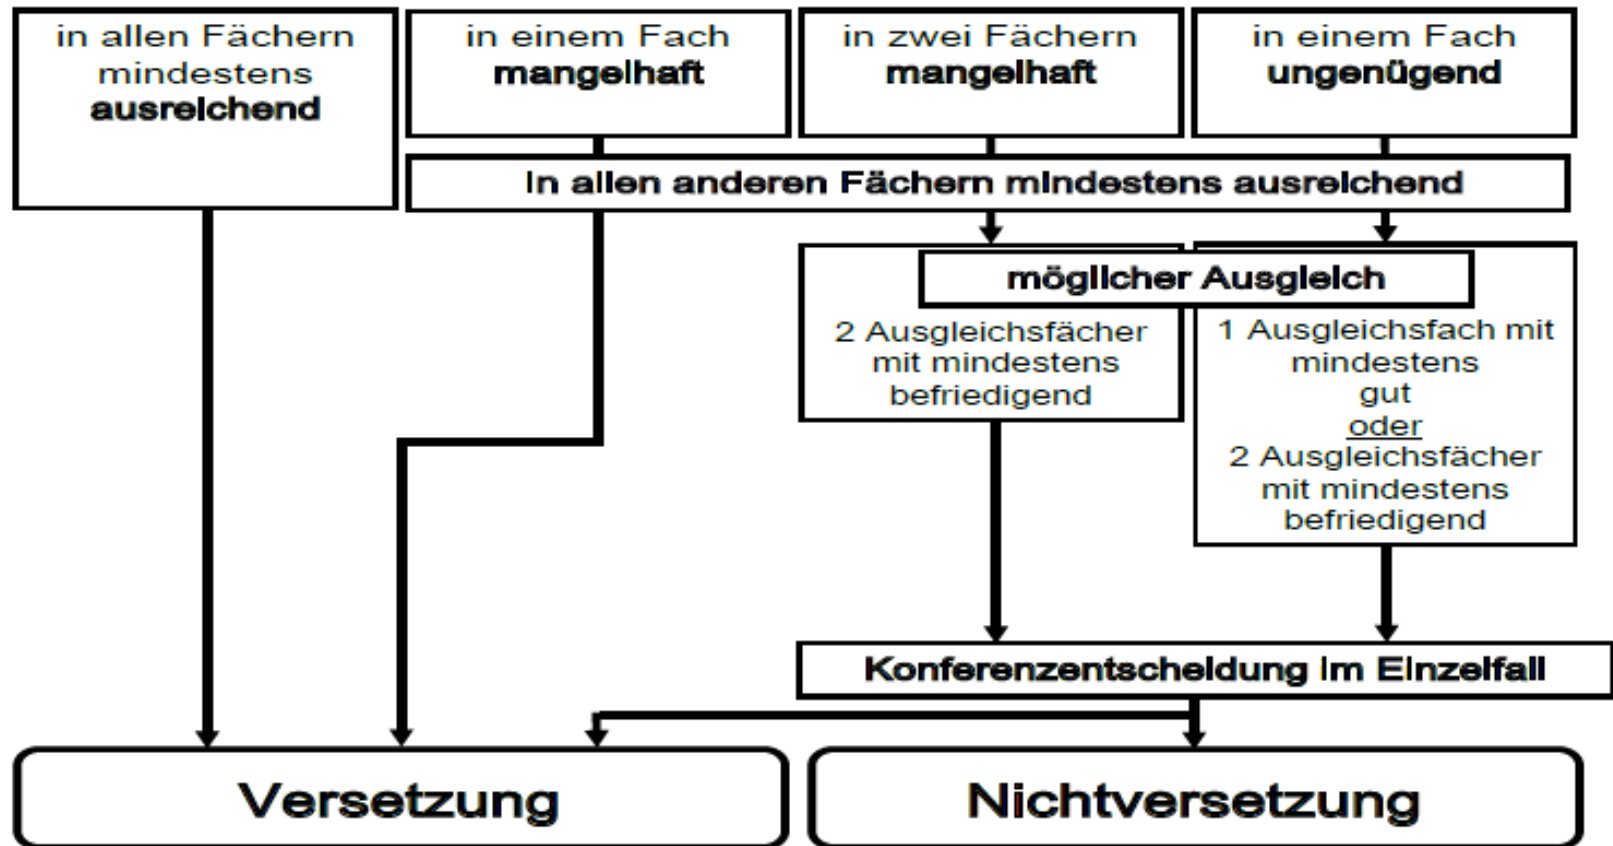 in allen Fächern
mindestens
ausreichend
in einem Fach
mangelhaft
in zwei Fächern
mangelhaft
in einem Fach
ungenügend
In allen anderen Fächern mindestens ausreichend
möglicher Ausgleich
2 Ausgleichsfächer
mit mindestens
befriedigend
1 Ausgleichsfach mit
mindestens
gut
oder
2 Ausgleichsfächer
mit mindestens
befriedigend
Konferenzentscheidung im Einzelfall
Versetzung
Nichtversetzung